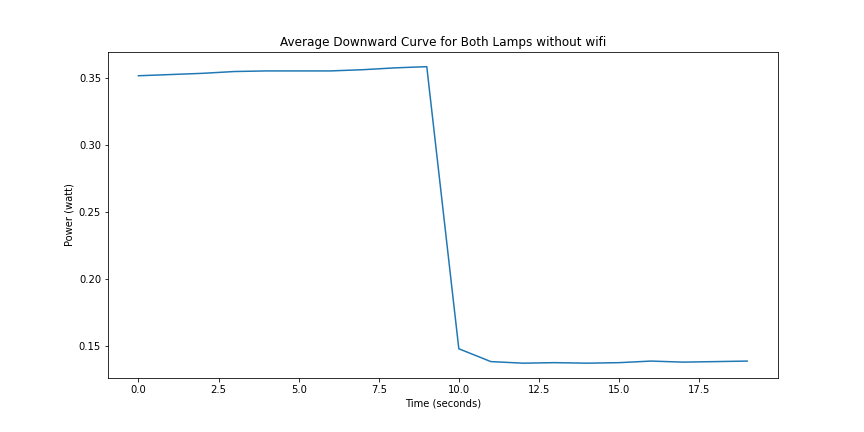 Average Downward Curve for Both Lamps without wifi
0.35
0.30
0.25
0.20
0.15
Power (watt)
0.0 2.5 5.0 7.5 10.0 12.5 15.0 17.5
Time (seconds)